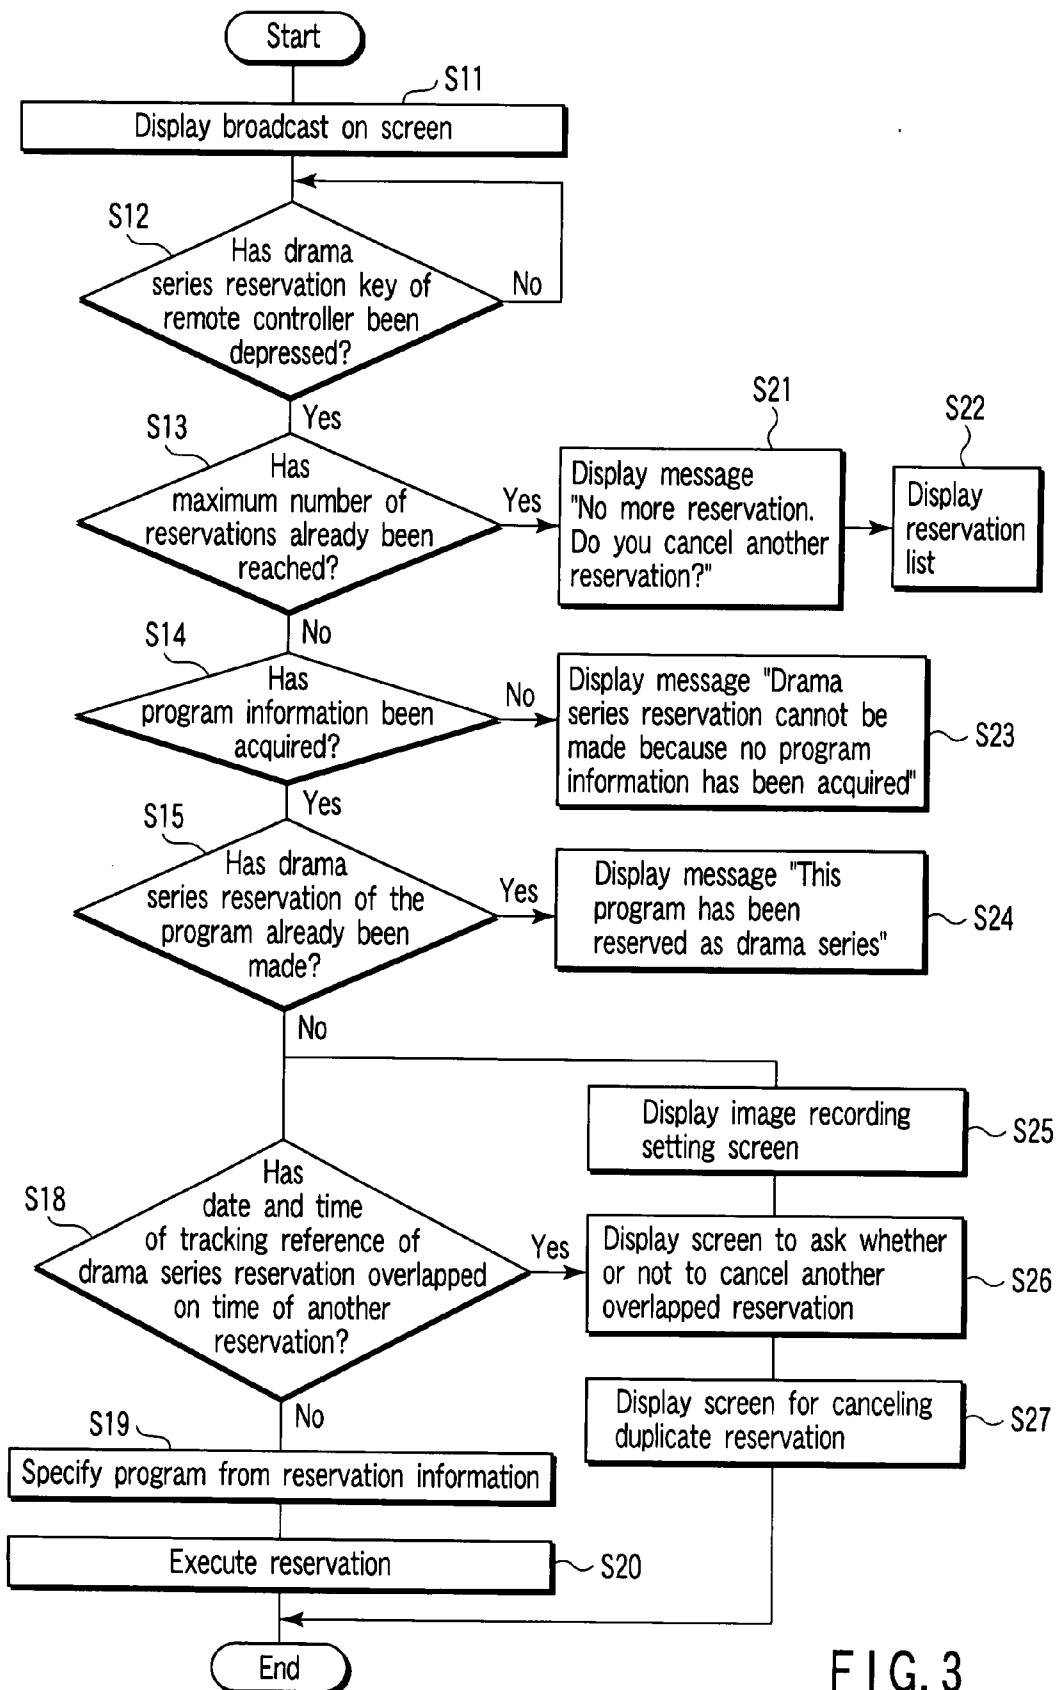 Start
S11
Display broadcast on screen
S12
Has drama
series reservation key of
remote controller been
depressed?
No
Yes
S13
Has
maximum number of
reservations already been
reached?
Yes
S21
Display message
"No more reservation.
Do you cancel another
reservation?"
S22
Display
reservation
list
No
S14
Has
program information been
acquired?
No
Display message "Drama
series reservation cannot be
made because no program
information has been acquired"
S23
Yes
S15
Has drama
series reservation of the
program already been
made?
Yes
Display message "This
program has been
reserved as drama series"
S24
No
Display image recording
setting screen
S25
S18
Has
date and time
of tracking reference of
drama series reservation overlapped
on time of another
reservation?
Yes
Display screen to ask whether
or not to cancel another
overlapped reservation
S26
Display screen for canceling
duplicate reservation
S27
No
S19
Specify program from reservation information
Execute reservation
S20
End
FIG. 3